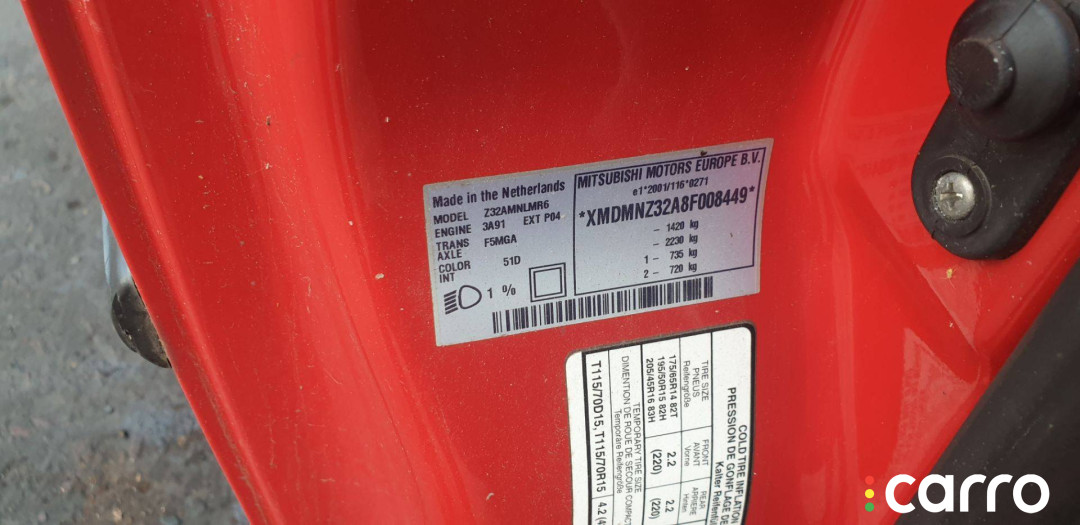 Made in the Netherlands
MODEL Z32AMNLMR6
ENGINE 3A91 EXT P04
TRANS AXLE F5MGA
COLOR INT 51D
1 %
MITSUBISHI MOTORS EUROPE B.V.
e1*2001/116*0271
*XMDMNZ32A8F008449*
– 1420 kg
– 2230 kg
1 – 735 kg
2 – 720 kg
COLD TIRE INFLATION
PRESSION DE GONFLAGE DE
Kalter Reifenfü
TIRE SIZE
PNEUS
Reifengröße
FRONT
AVANT
Vorne
REAR
ARRIERE
Hinten
175/65R14 82T
195/50R15 82H
205/45R16 83H
2.2
(220)
2.2
(220)
TEMPORARY TIRE SIZE
DIMENTION DE ROUE DE SECOUR COMPACT
Temporäre Reifengröße
T115/70D15, T115/70R15
4.2 (4
carro